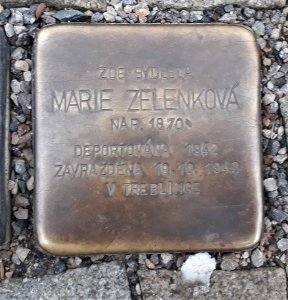 ZDE BYDLELA
MARIE ZELENKOVÁ
NAR. 1870
DEPORTOVÁNA 1942
ZAVRAŽDĚNA 19.10.1942
V TREBLINCE